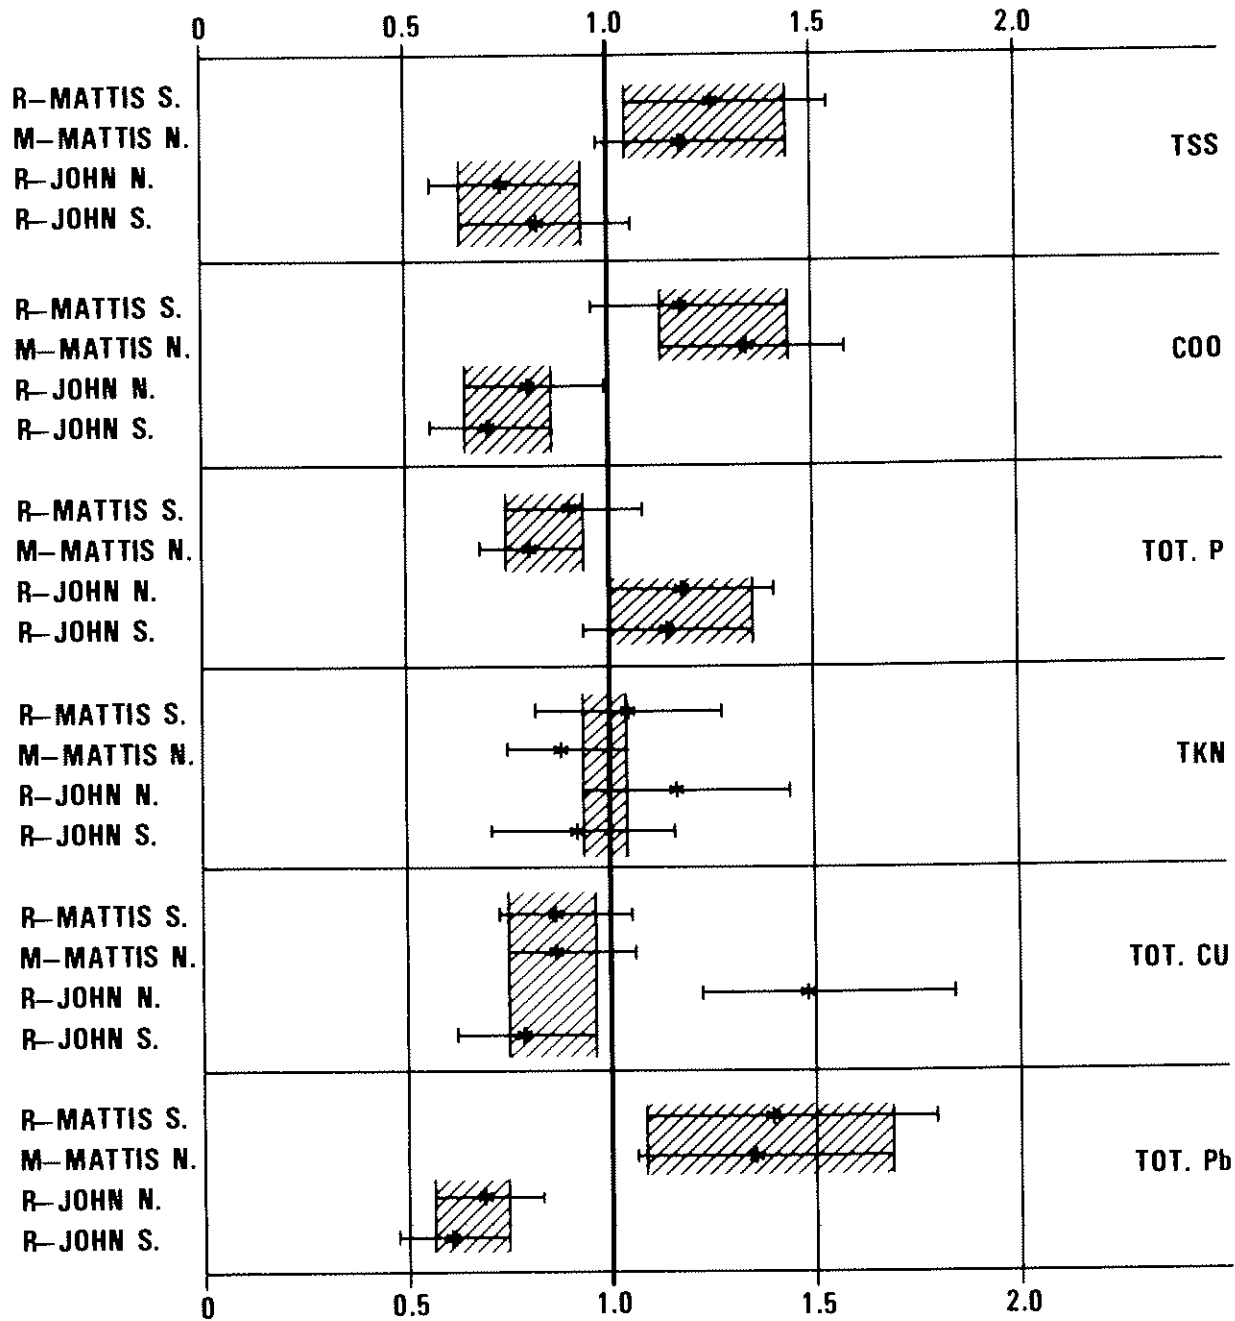 0 0.5 1.0 1.5 2.0
R-MATTIS S.
M-MATTIS N.
R-JOHN N.
R-JOHN S.
TSS
R-MATTIS S.
M-MATTIS N.
R-JOHN N.
R-JOHN S.
COO
R-MATTIS S.
M-MATTIS N.
R-JOHN N.
R-JOHN S.
TOT. P
R-MATTIS S.
M-MATTIS N.
R-JOHN N.
R-JOHN S.
TKN
R-MATTIS S.
M-MATTIS N.
R-JOHN N.
R-JOHN S.
TOT. CU
R-MATTIS S.
M-MATTIS N.
R-JOHN N.
R-JOHN S.
TOT. Pb
0 0.5 1.0 1.5 2.0